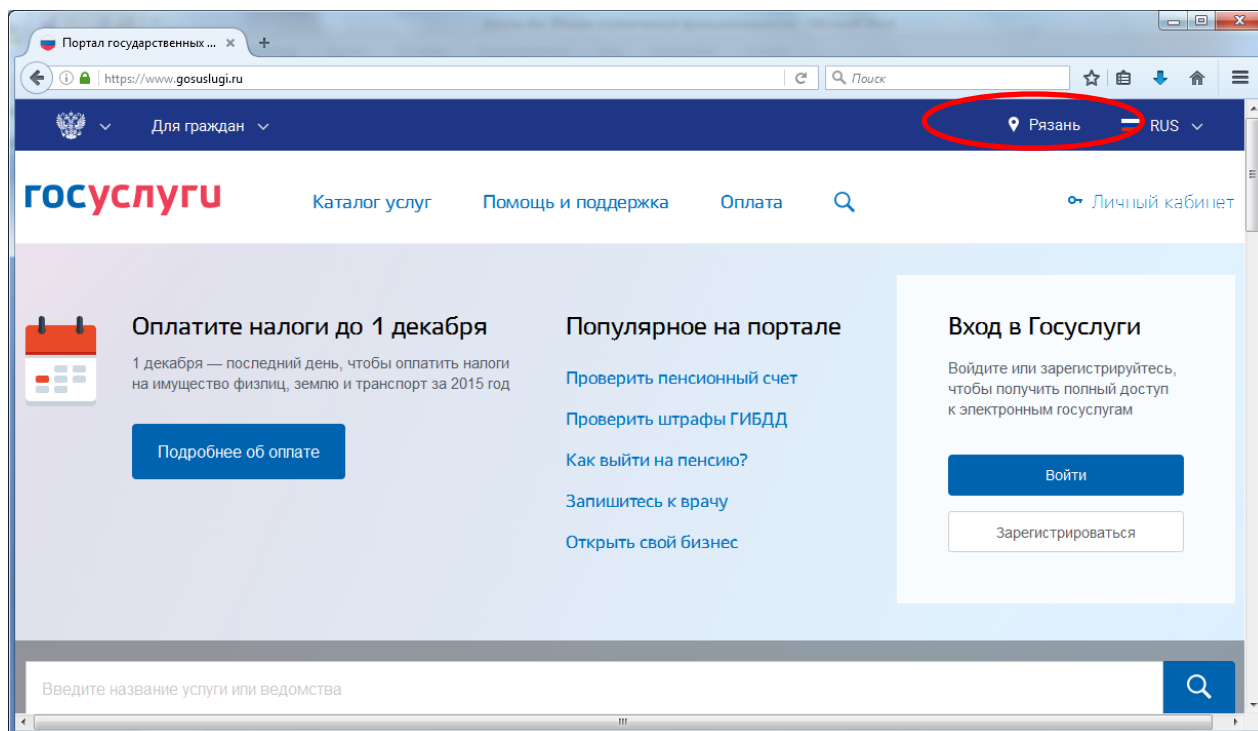 Портал государственных ...
https://www.gosuslugi.ru
Поиск
Для граждан
Рязань
RUS
госуслуги
Каталог услуг
Помощь и поддержка
Оплата
Личный кабинет
Оплатите налоги до 1 декабря
1 декабря — последний день, чтобы оплатить налоги
на имущество физлиц, землю и транспорт за 2015 год
Подробнее об оплате
Популярное на портале
Проверить пенсионный счет
Проверить штрафы ГИБДД
Как выйти на пенсию?
Запишитесь к врачу
Открыть свой бизнес
Вход в Госуслуги
Войдите или зарегистрируйтесь,
чтобы получить полный доступ
к электронным госуслугам
Войти
Зарегистрироваться
Введите название услуги или ведомства